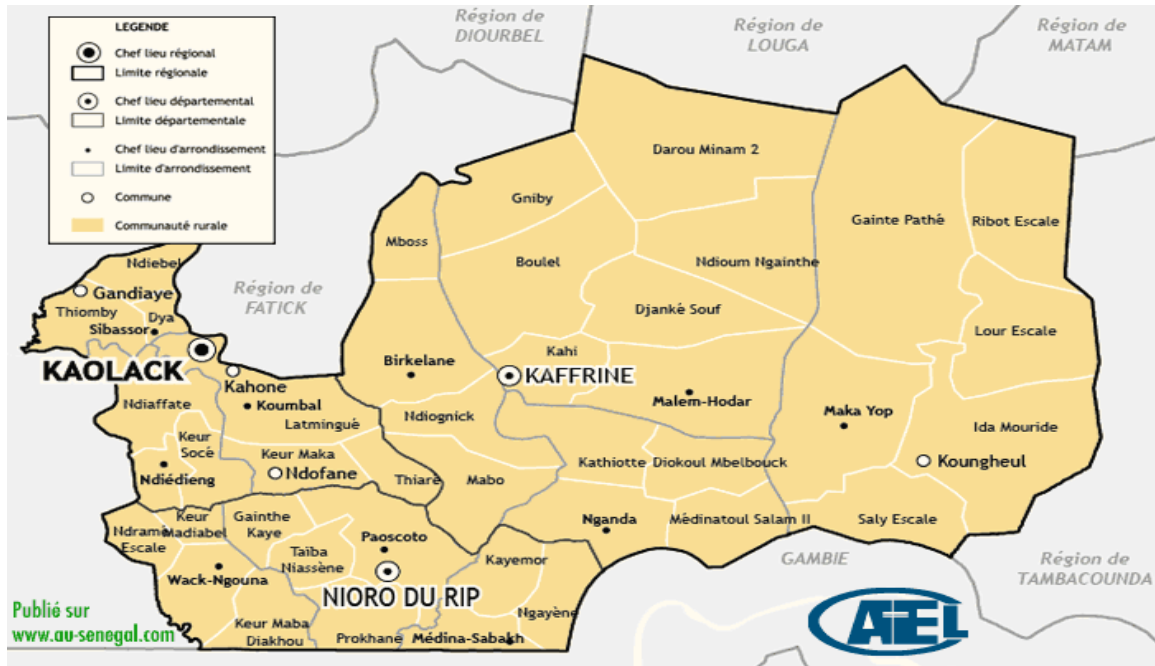 Région de
DIOURBEL
Région de
LOUGA
Région de
MATAM
LEGENDE
Chef lieu régional
Limite régionale
Chef lieu départemental
Limite départementale
Chef lieu d'arrondissement
Limite d'arrondissement
Commune
Communauté rurale
Darou Minam 2
Gniby
Gainte Pathé
Ribot Escale
Mboss
Boulel
Ndioum Ngainthe
Ndiebel
Gandiaye
Région de
FATICK
Thiomby
Dya
Sibassor
Djanké Souf
Lour Escale
KAOLACK
Birkelane
Kahi
KAFFRINE
Kahone
Malem-Hodar
Ndiaffate
Koumbal
Latmingué
Ndiognick
Maka Yop
Ida Mouride
Keur
Socé
Keur Maka
Ndofane
Kathiotte
Diokoul Mbelbouck
Koungheul
Ndiédieng
Thiaré
Mabo
Ndramé
Escale
Keur
Madiabel
Gainthe
Kaye
Nganda
Médinatoul Salam II
Saly Escale
Paoscoto
Taïba
Niassène
Kayemor
GAMBIE
Région de
TAMBACOUNDA
Wack-Ngouna
NIORO DU RIP
Ngayène
Publié sur
www.au-senegal.com
Keur Maba
Diakhou
Prokhane
Médina-Sabakh
ATEL